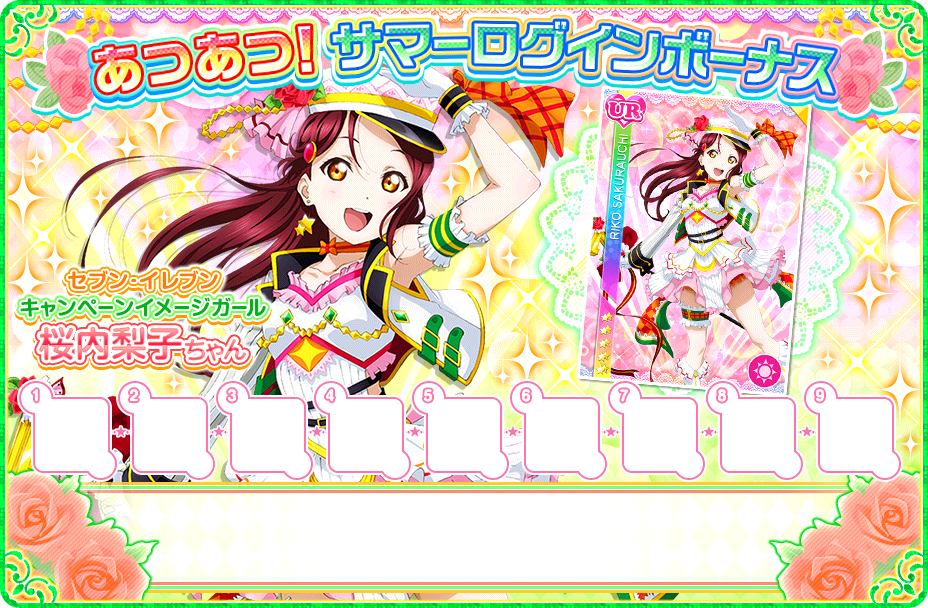 あつあつ! サマーログインボーナス
UR
RIKO SAKURAUCHI
セブン-イレブン
キャンペーンイメージガール
桜内梨子ちゃん
1 2 3 4 5 6 7 8 9